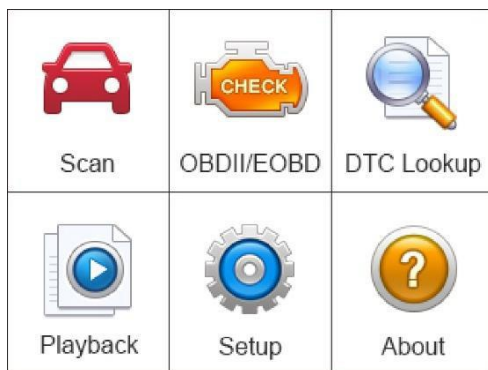 CHECK
Scan
OBDII/EOBD
DTC Lookup
?
Playback
Setup
About